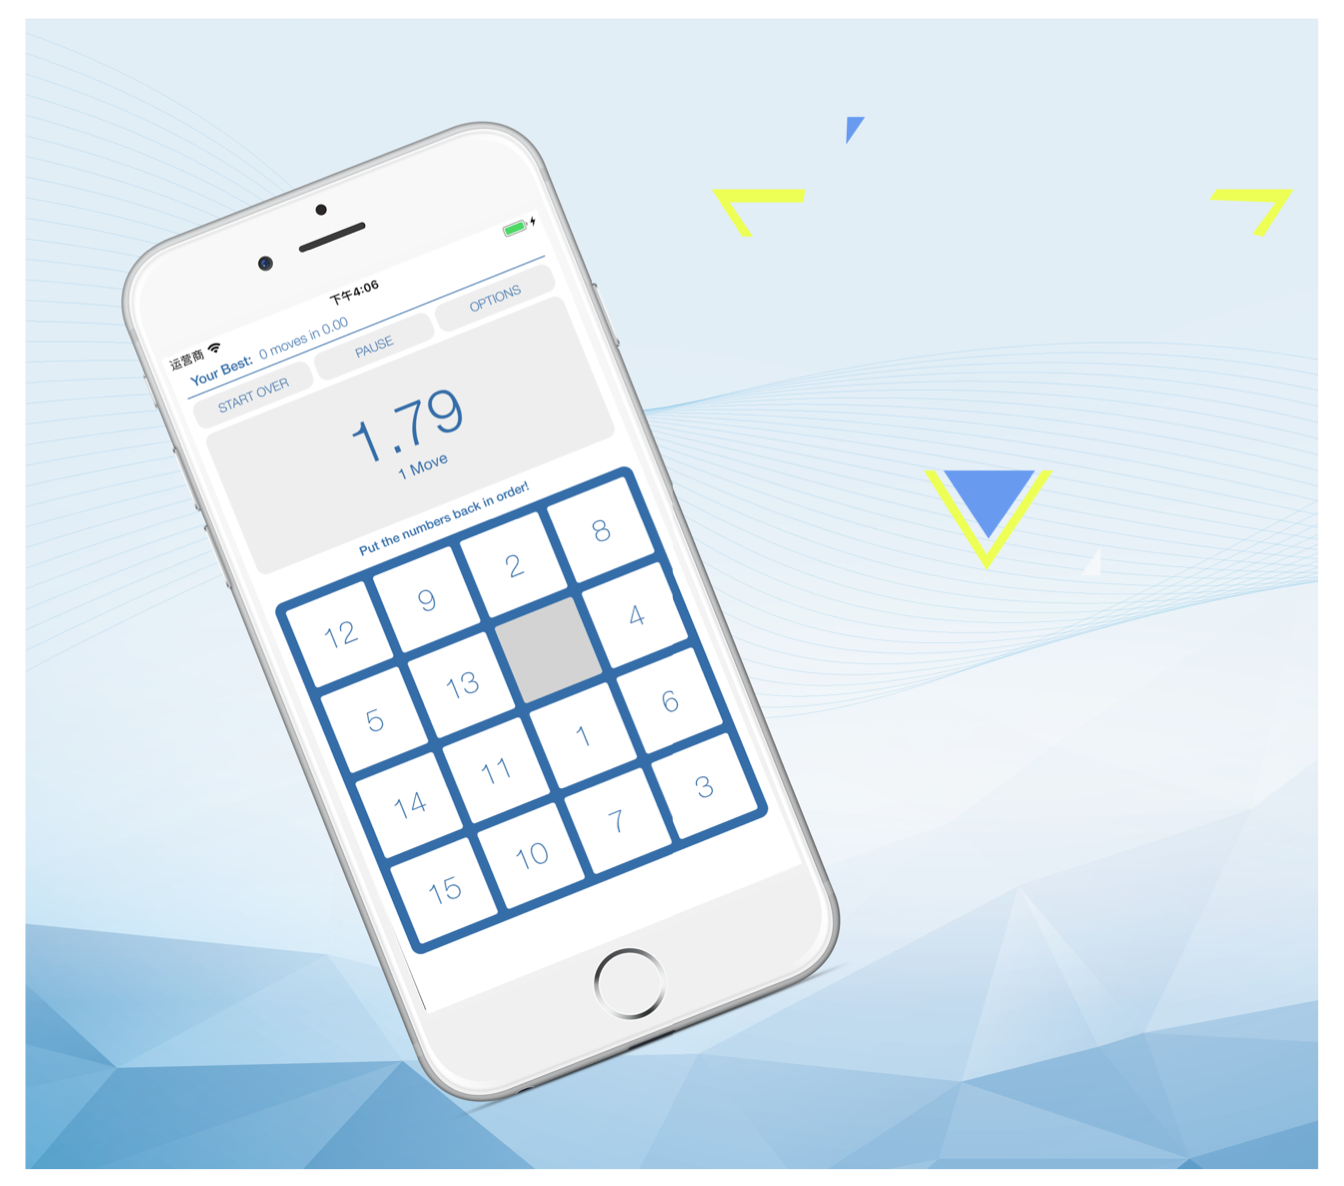 运营商 下午4:06
Your Best: 0 moves in 0.00
START OVER PAUSE OPTIONS
1.79
1 Move
Put the numbers back in order!
12 9 2 8
5 13 4
14 11 1 6
15 10 7 3